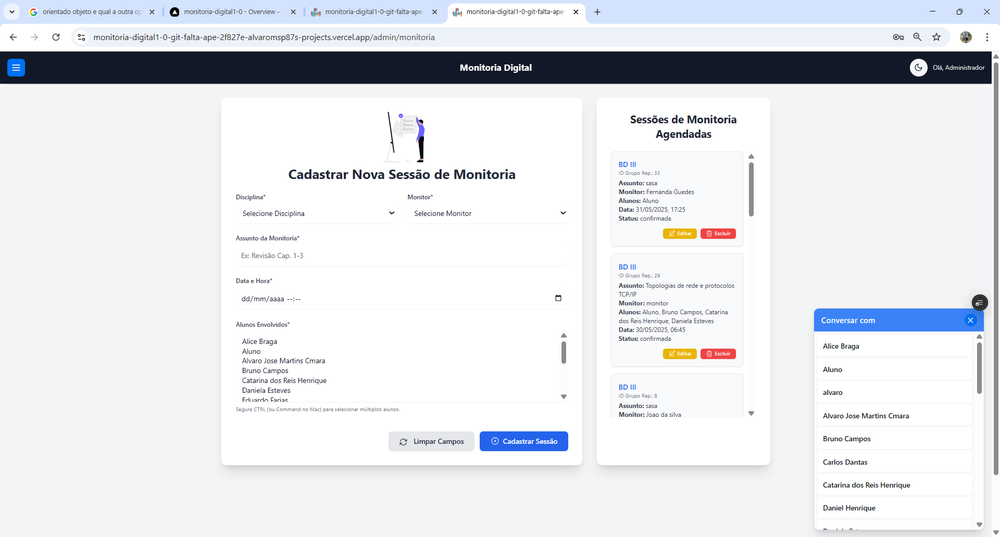 orientado objeto e qual a outra op
monitoria-digital1-0 - Overview –
monitoria-digital1-0-git-falta-ape-
monitoria-digital1-0-git-falta-ape-
monitoria-digital1-0-git-falta-ape-2f827e-alvaromsp87s-projects.vercel.app/admin/monitoria
Monitoria Digital
Olá, Administrador
Cadastrar Nova Sessão de Monitoria
Disciplina*
Monitor*
Selecione Disciplina
Selecione Monitor
Assunto da Monitoria*
Ex: Revisão Cap. 1-3
Data e Hora*
dd/mm/aaaa --:--
Alunos Envolvidos*
Alice Braga
Aluno
Alvaro Jose Martins Cmara
Bruno Campos
Catarina dos Reis Henrique
Daniela Esteves
Eduardo Farias
Segure CTRL (ou Command no Mac) para selecionar múltiplos alunos.
Limpar Campos
Cadastrar Sessão
Sessões de Monitoria
Agendadas
BD III
ID Grupo Rep.: 33
Assunto: sasa
Monitor: Fernanda Guedes
Alunos: Aluno
Data: 31/05/2025, 17:25
Status: confirmada
Editar
Excluir
BD III
ID Grupo Rep.: 29
Assunto: Topologias de rede e protocolos
TCP/IP
Monitor: monitor
Alunos: Aluno, Bruno Campos, Catarina
dos Reis Henrique, Daniela Esteves
Data: 30/05/2025, 06:45
Status: confirmada
Editar
Excluir
BD III
ID Grupo Rep.: 8
Assunto: sasa
Monitor: Joao da silva
Conversar com
Alice Braga
Aluno
alvaro
Alvaro Jose Martins Cmara
Bruno Campos
Carlos Dantas
Catarina dos Reis Henrique
Daniel Henrique